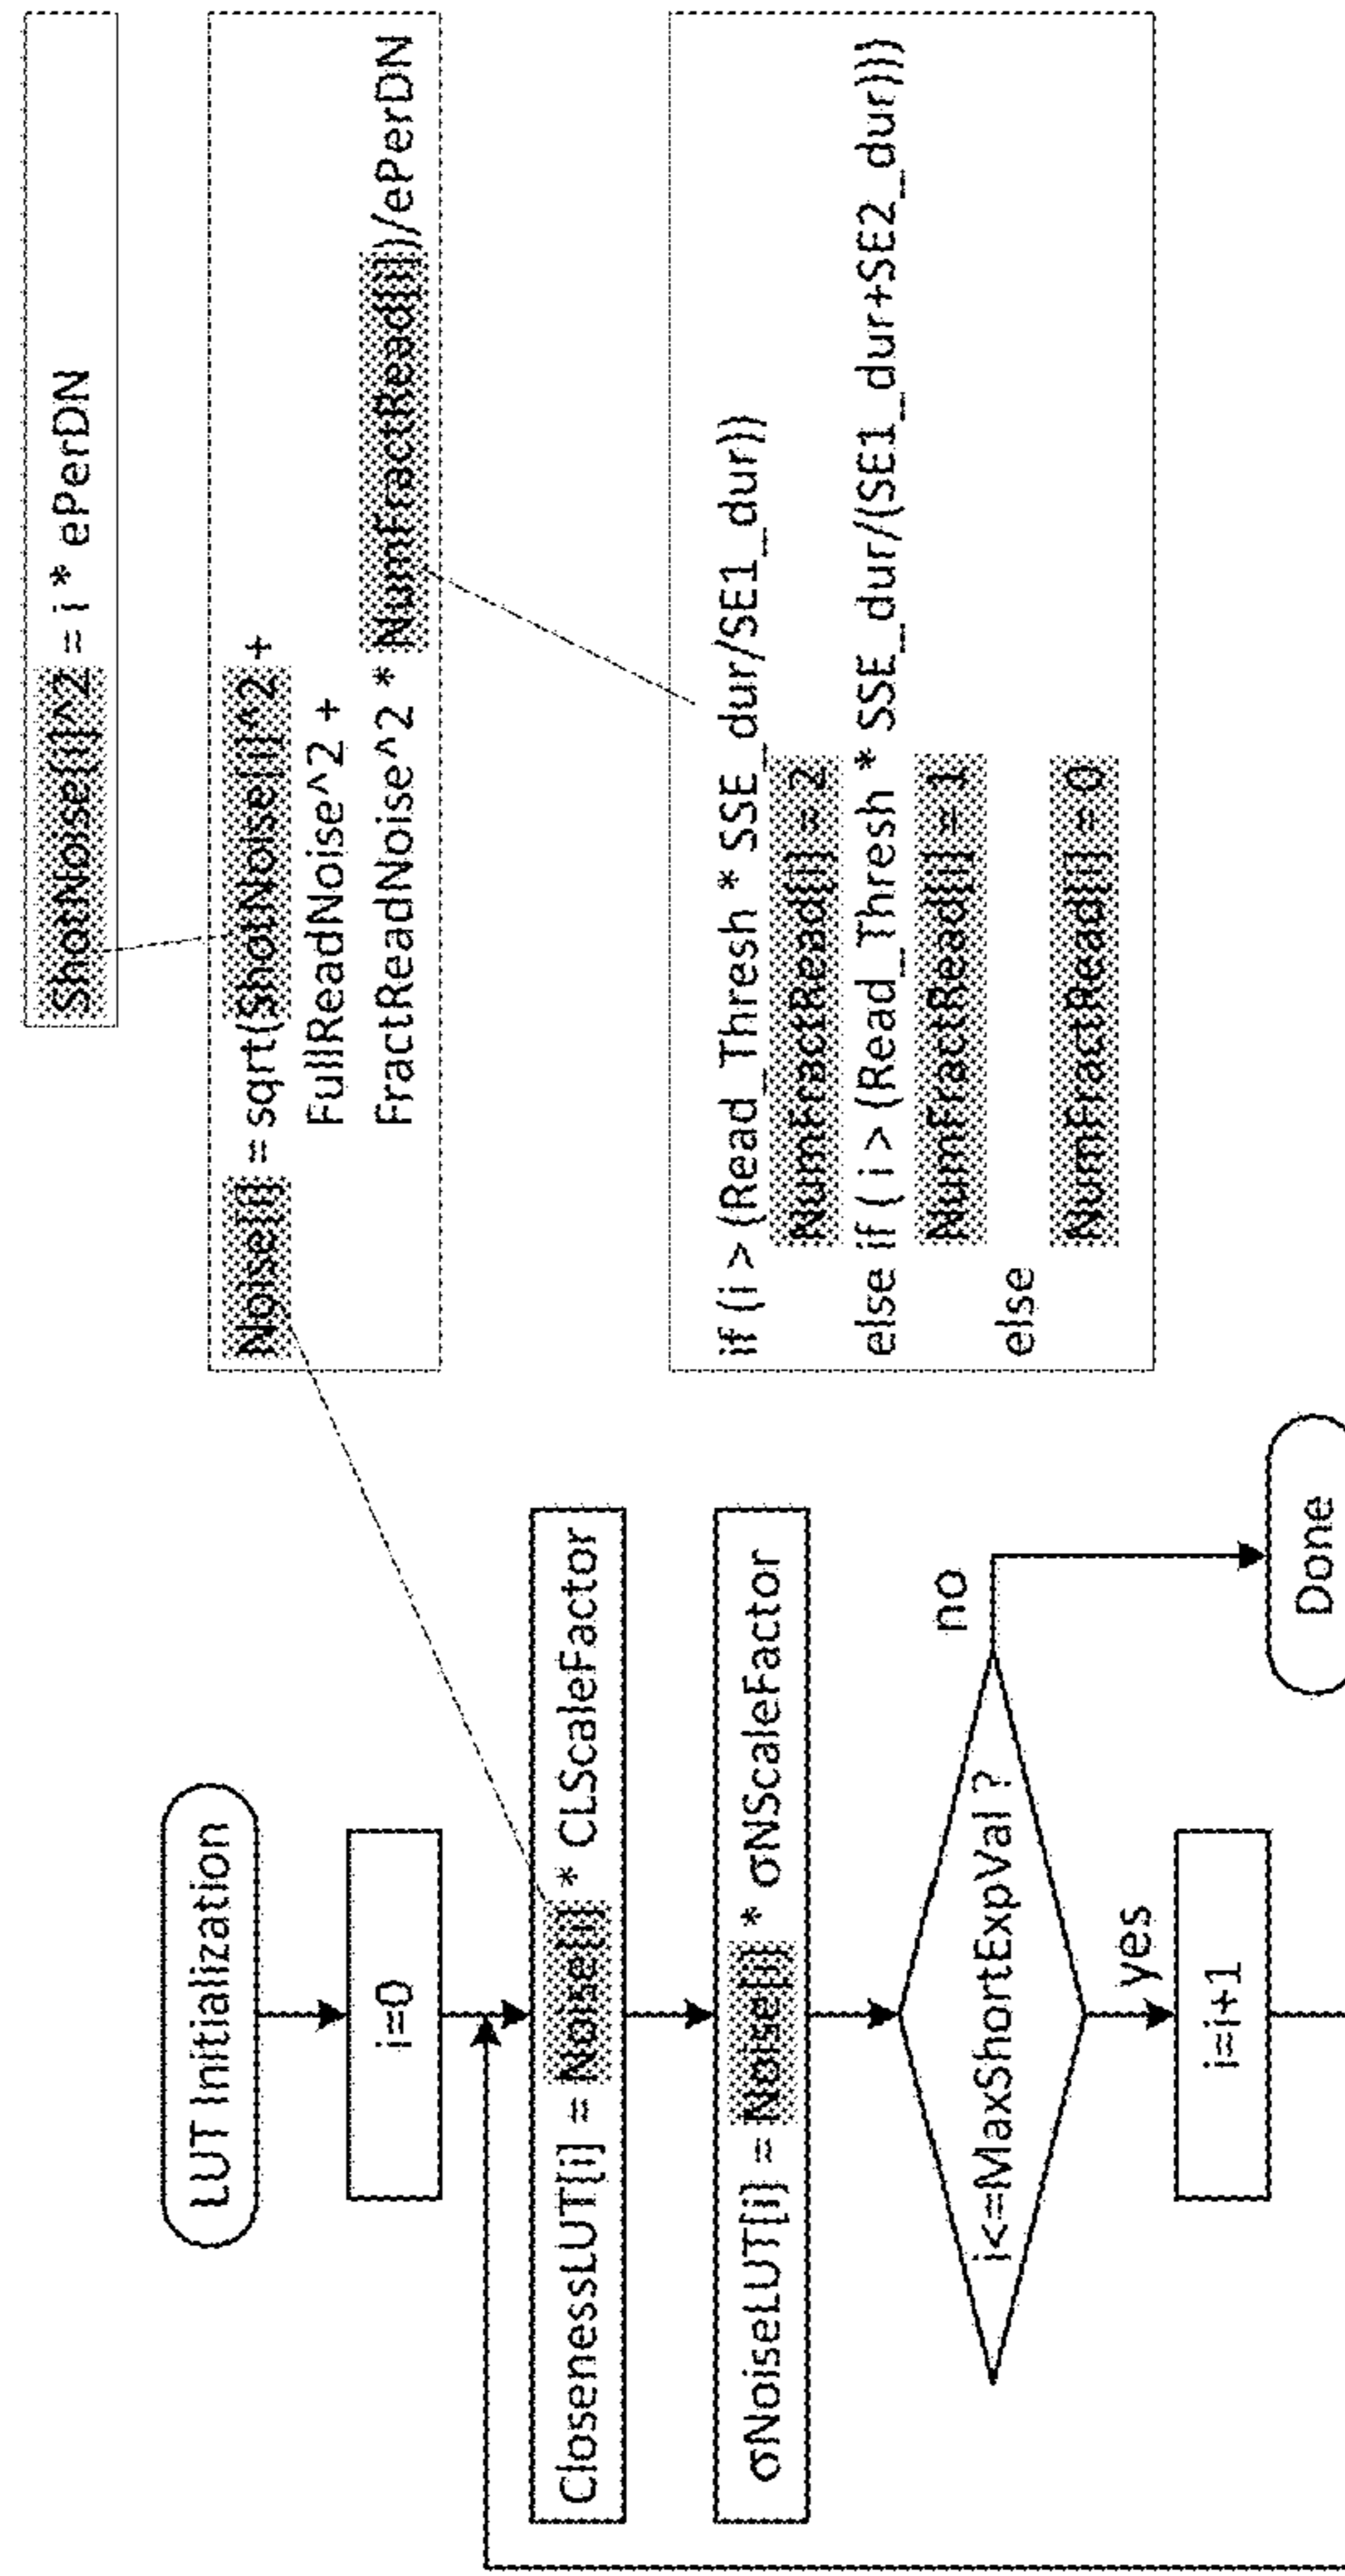 LUT Initialization
i=0
ClosenessLUT[i] = Noise[i] * CLScaleFactor
σNoiseLUT[i] = Noise[i] * σNScaleFactor
i<=MaxShortExpVal ?
no
yes
i=i+1
Done
ShotNoise[i]^2 = i * ePerDN
Noise[i] = sqrt(ShotNoise[i]^2 +
FullReadNoise^2 +
FractReadNoise^2 * NumFractRead[i])/ePerDN
if (i > (Read_Thresh * SSE_dur/SE1_dur))
NumFractRead[i] = 2
else if ( i > (Read_Thresh * SSE_dur/(SE1_dur+SE2_dur)))
NumFractRead[i] = 1
else
NumFractRead[i] = 0